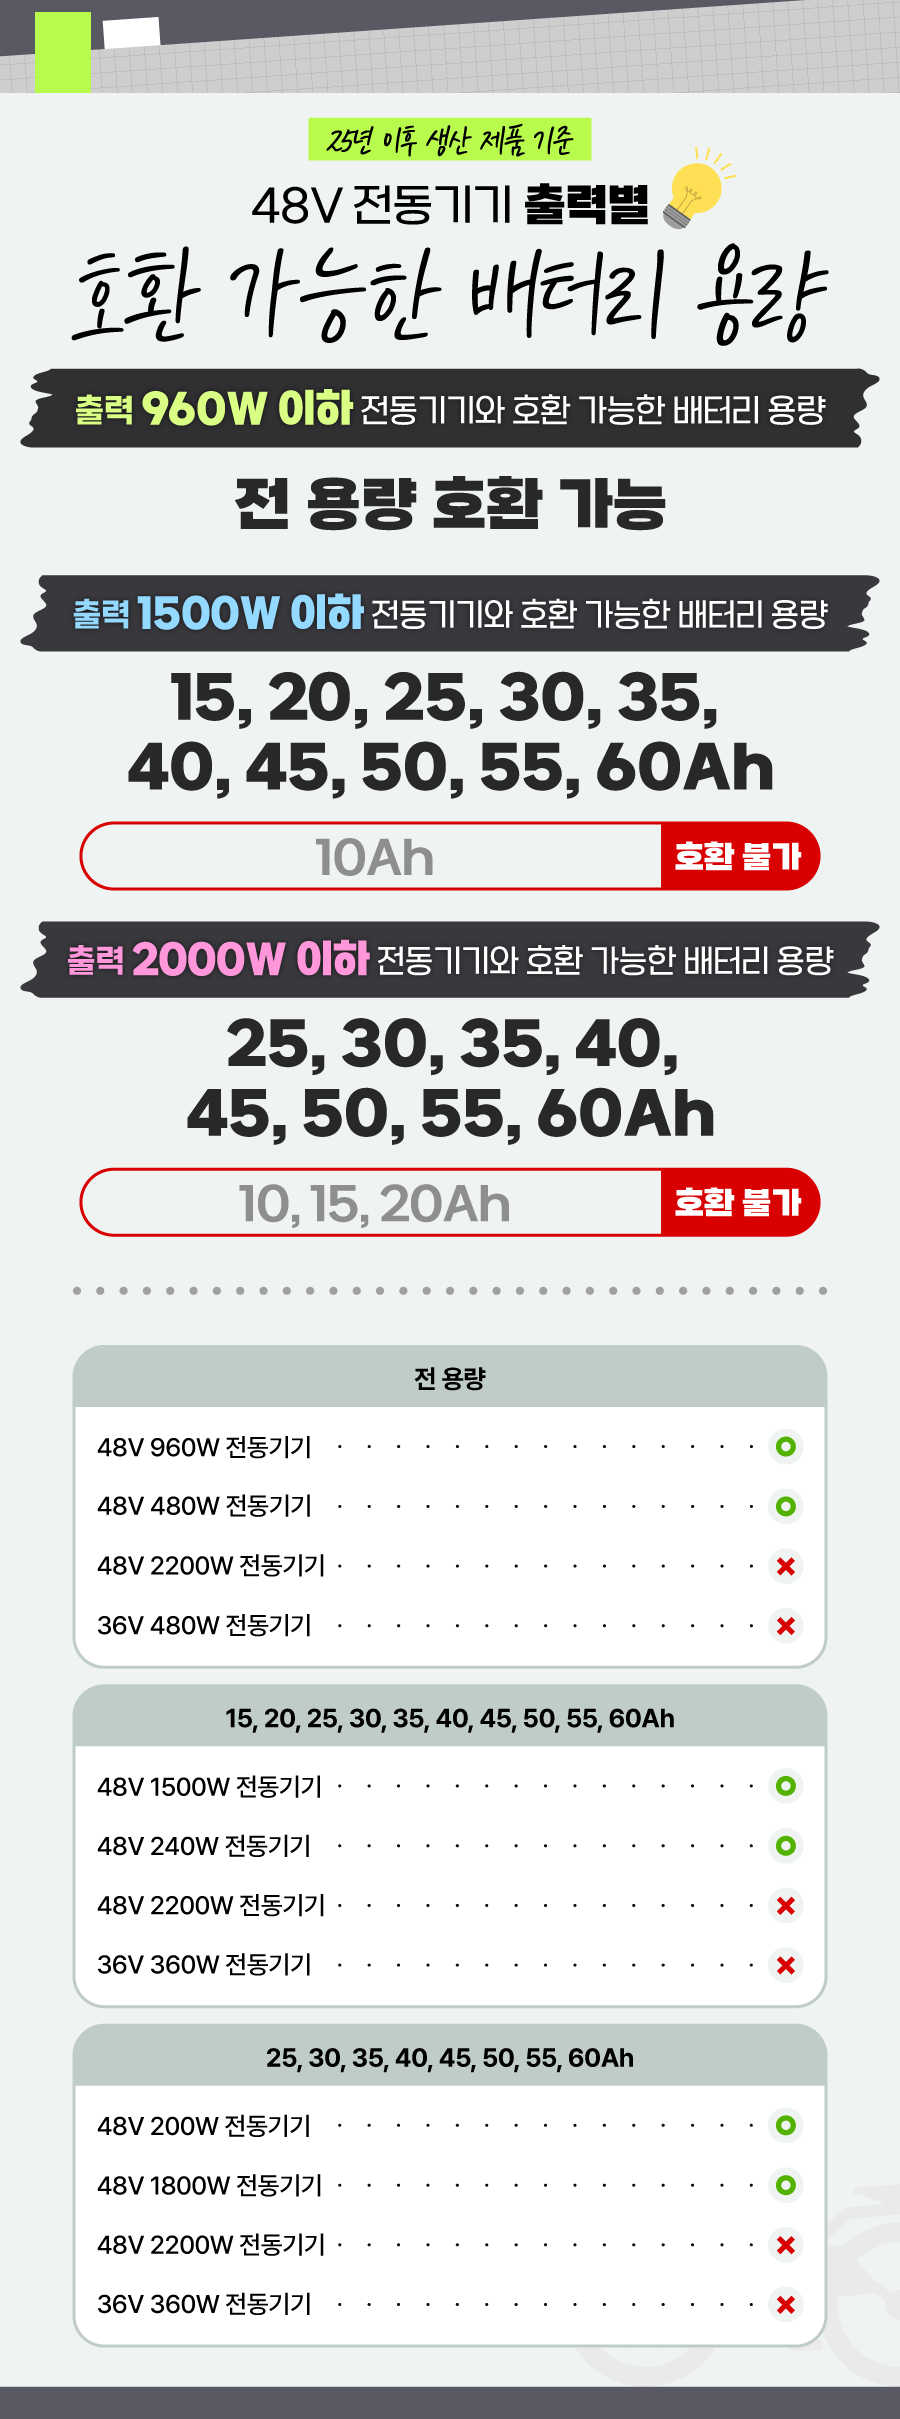 25년 이후 생산 제품 기준
48V 전동기기 출력별
호환 가능한 배터리 용량
출력 960W 이하 전동기기와 호환 가능한 배터리 용량
전 용량 호환 가능
출력 1500W 이하 전동기기와 호환 가능한 배터리 용량
15, 20, 25, 30, 35,
40, 45, 50, 55, 60Ah
10Ah 호환 불가
출력 2000W 이하 전동기기와 호환 가능한 배터리 용량
25, 30, 35, 40,
45, 50, 55, 60Ah
10, 15, 20Ah 호환 불가
전 용량
48V 960W 전동기기
48V 480W 전동기기
48V 2200W 전동기기
36V 480W 전동기기
15, 20, 25, 30, 35, 40, 45, 50, 55, 60Ah
48V 1500W 전동기기
48V 240W 전동기기
48V 2200W 전동기기
36V 360W 전동기기
25, 30, 35, 40, 45, 50, 55, 60Ah
48V 200W 전동기기
48V 1800W 전동기기
48V 2200W 전동기기
36V 360W 전동기기